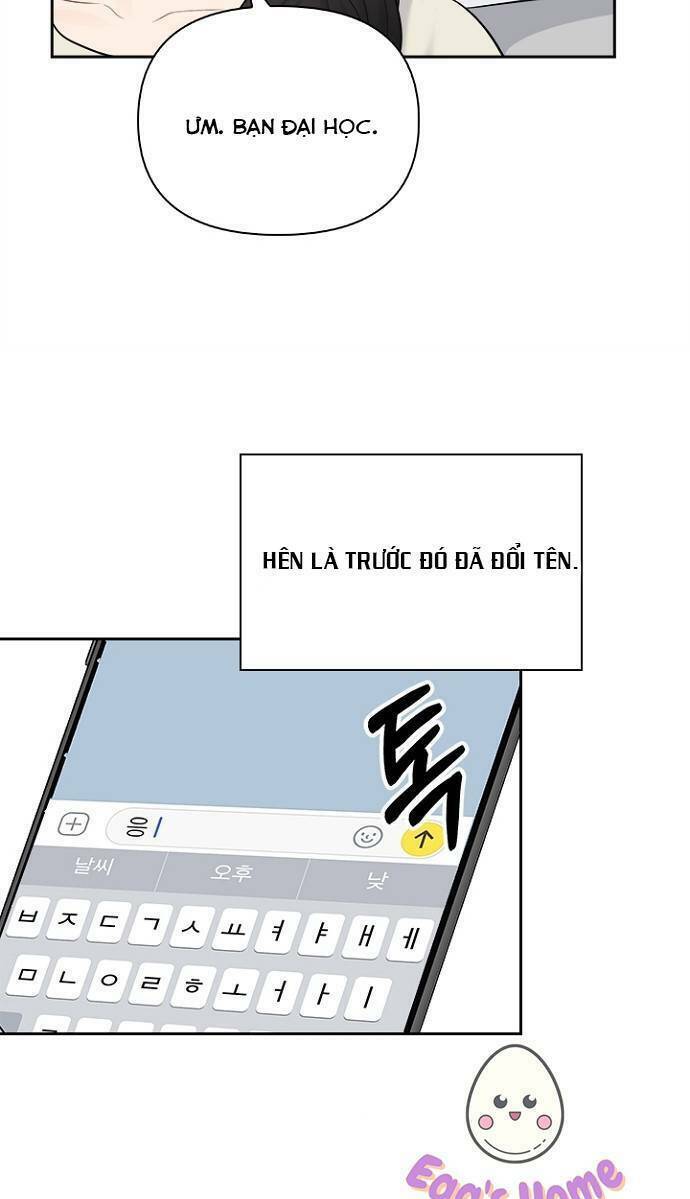 ƯM. BẠN ĐẠI HỌC.
HÊN LÀ TRƯỚC ĐÓ ĐÃ ĐỔI TÊN.
톡
응
날씨 오후 낮
ㅂ ㅈ ㄷ ㄱ ㅅ ㅛ ㅕ ㅑ ㅐ ㅔ
ㅁ ㄴ ㅇ ㄹ ㅎ ㅗ ㅓ ㅏ ㅣ
Egg's Home